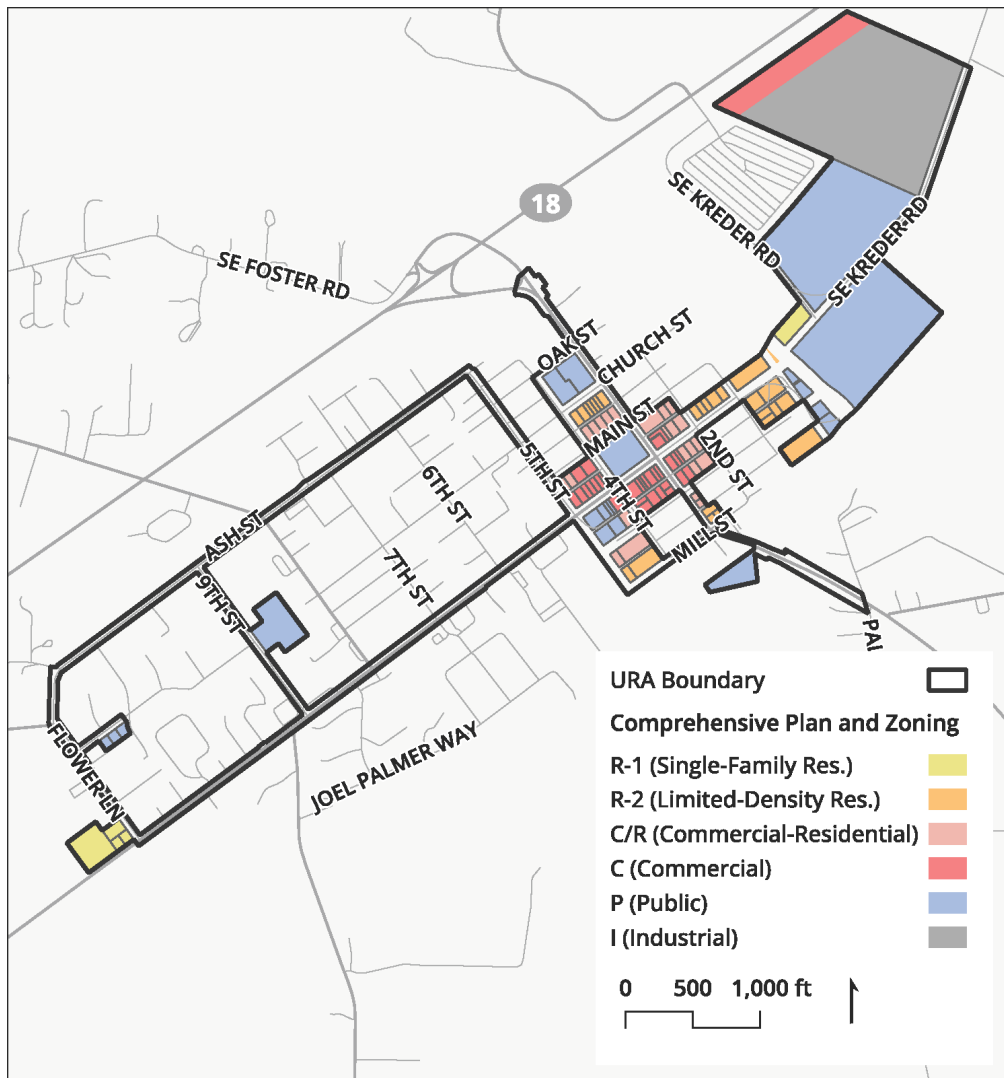 18
SE KREDER RD
SE KREDER RD
SE FOSTER RD
OAK ST
CHURCH ST
MAIN ST
2ND ST
5TH ST
4TH ST
6TH ST
MILL ST
ASH ST
7TH ST
9TH ST
PAL
FLOWER LN
JOEL PALMER WAY
URA Boundary
Comprehensive Plan and Zoning
R-1 (Single-Family Res.)
R-2 (Limited-Density Res.)
C/R (Commercial-Residential)
C (Commercial)
P (Public)
I (Industrial)
0 500 1,000 ft